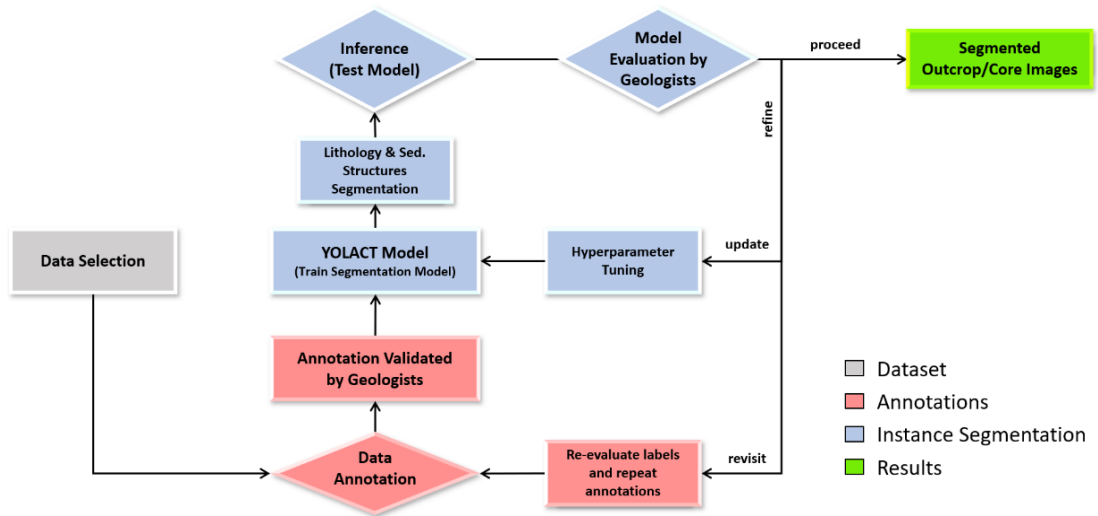 Inference
(Test Model)
Model
Evaluation by
Geologists
proceed
Segmented
Outcrop/Core Images
refine
Lithology & Sed.
Structures
Segmentation
Data Selection
YOLACT Model
(Train Segmentation Model)
Hyperparameter
Tuning
update
Annotation Validated
by Geologists
Data
Annotation
Re-evaluate labels
and repeat
annotations
revisit
Dataset
Annotations
Instance Segmentation
Results